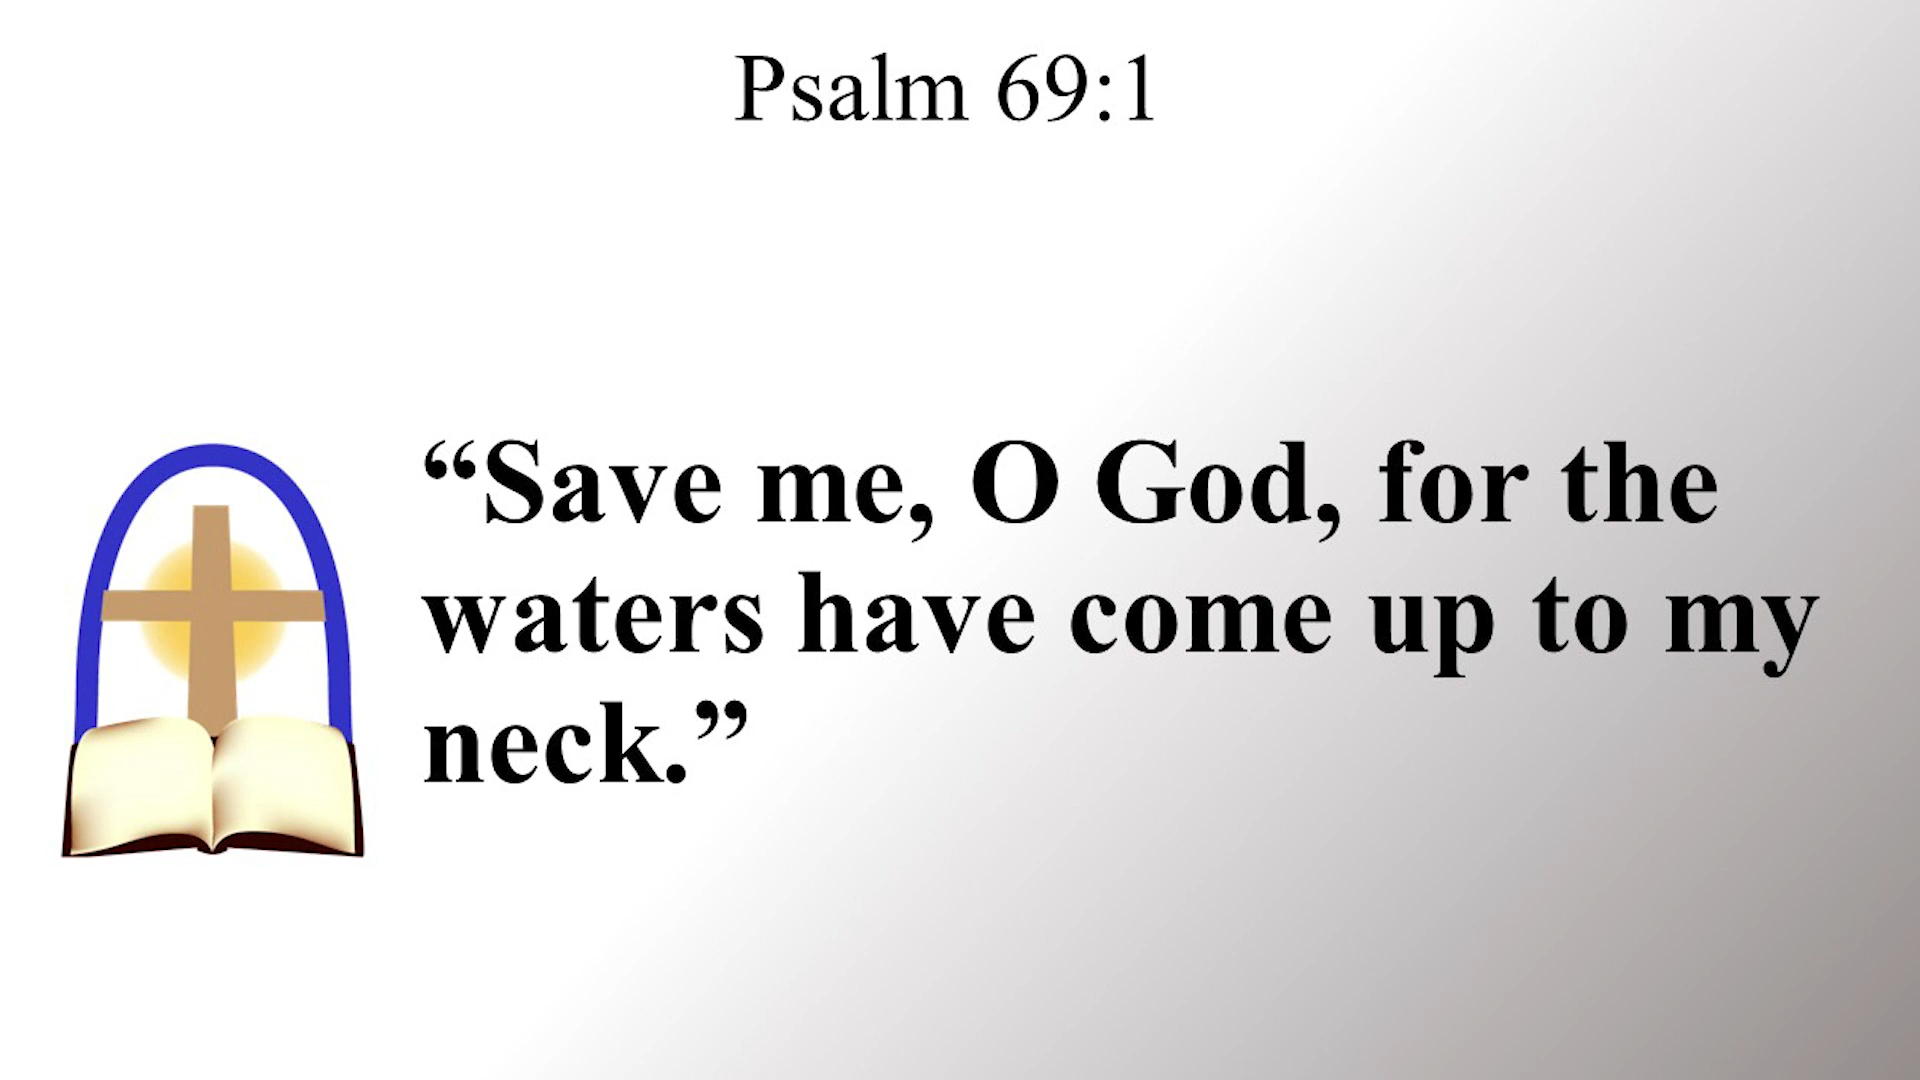 Psalm 69:1
“Save me, O God, for the
waters have come up to my
neck.”